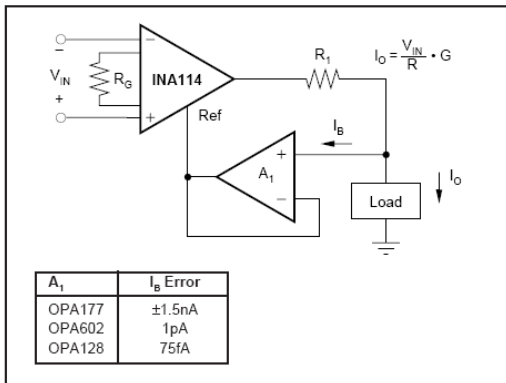 −
V_IN
+
R_G
−
INA114
+
Ref
R_1
I_O = V_IN / R • G
I_B
+
A_1
−
Load
I_O
A_1 I_B Error
OPA177 ±1.5nA
OPA602 1pA
OPA128 75fA